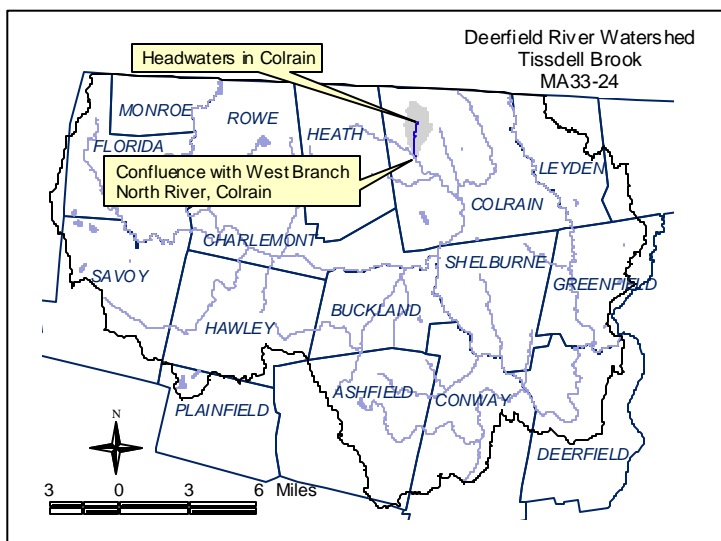 Deerfield River Watershed
Tissdell Brook
MA33-24
Headwaters in Colrain
MONROE
ROWE
HEATH
FLORIDA
Confluence with West Branch
North River, Colrain
LEYDEN
COLRAIN
CHARLEMONT
SHELBURNE
SAVOY
GREENFIELD
BUCKLAND
HAWLEY
ASHFIELD
CONWAY
PLAINFIELD
DEERFIELD
N
3 0 3 6 Miles